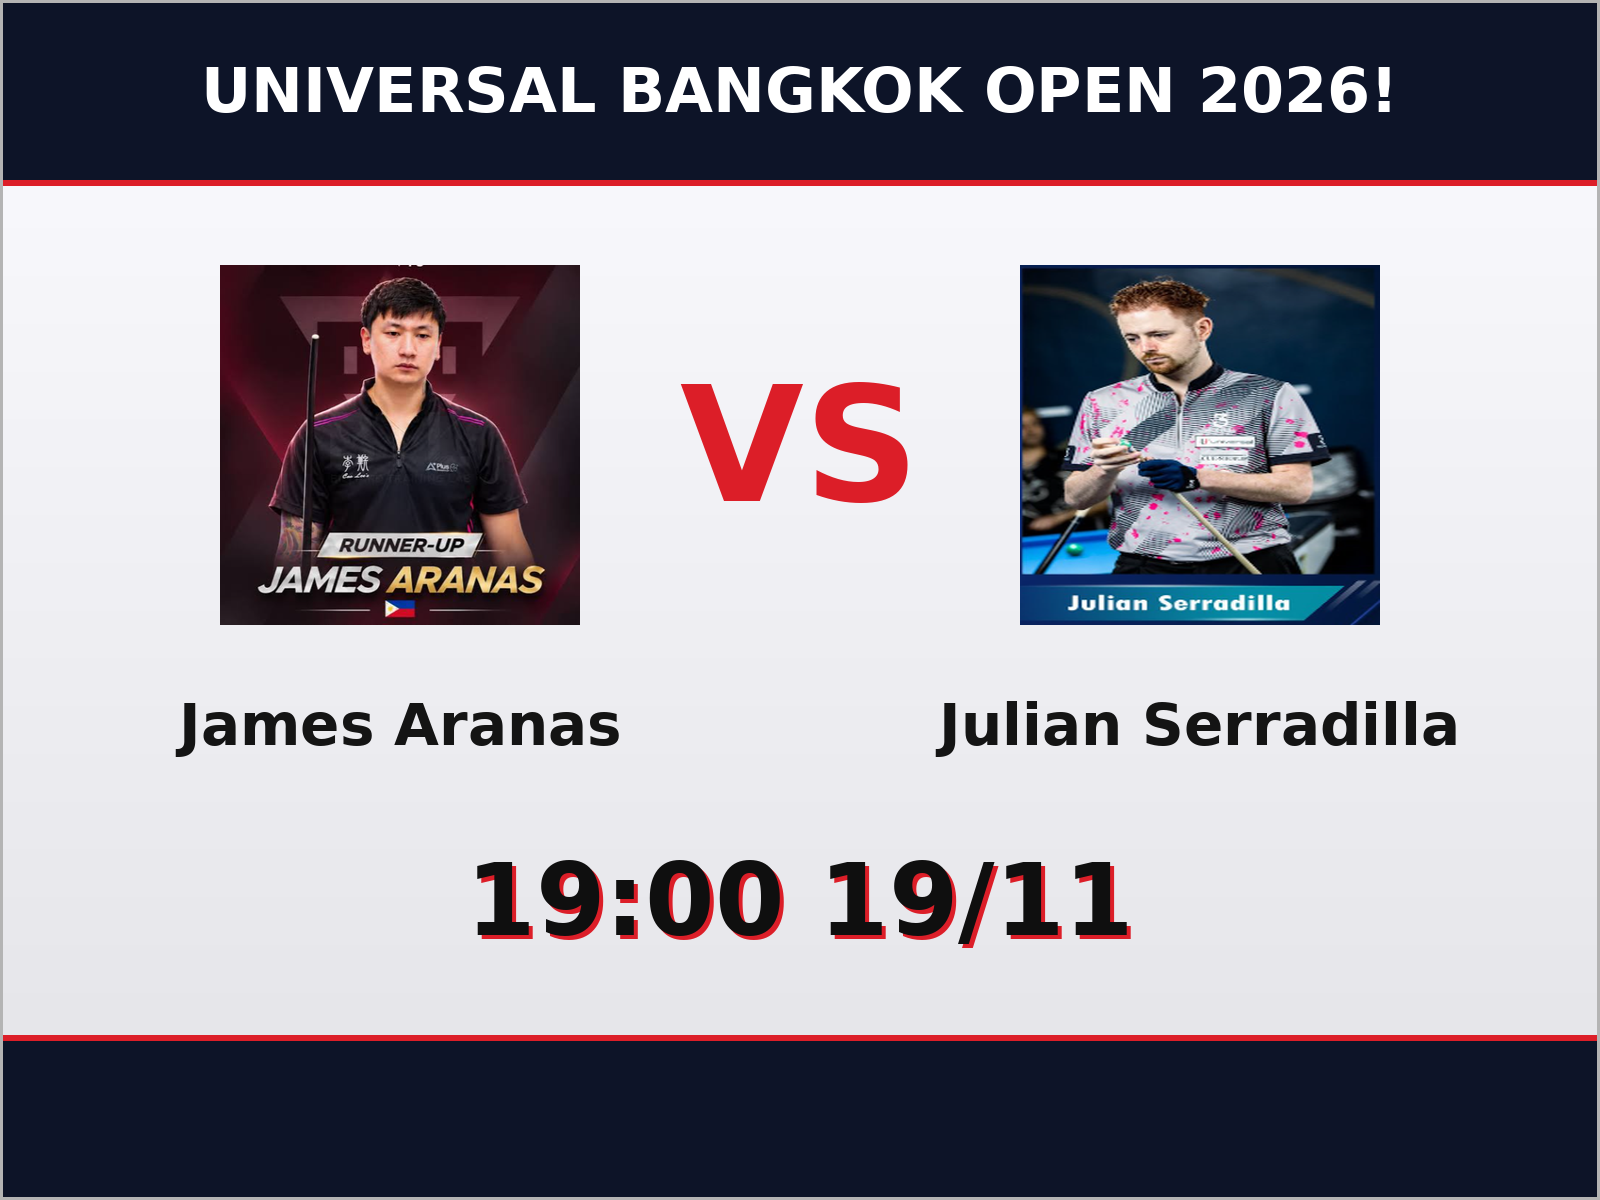 UNIVERSAL BANGKOK OPEN 2026!
VS
RUNNER-UP
JAMES ARANAS
universal
Julian Serradilla
James Aranas
Julian Serradilla
19:00 19/11